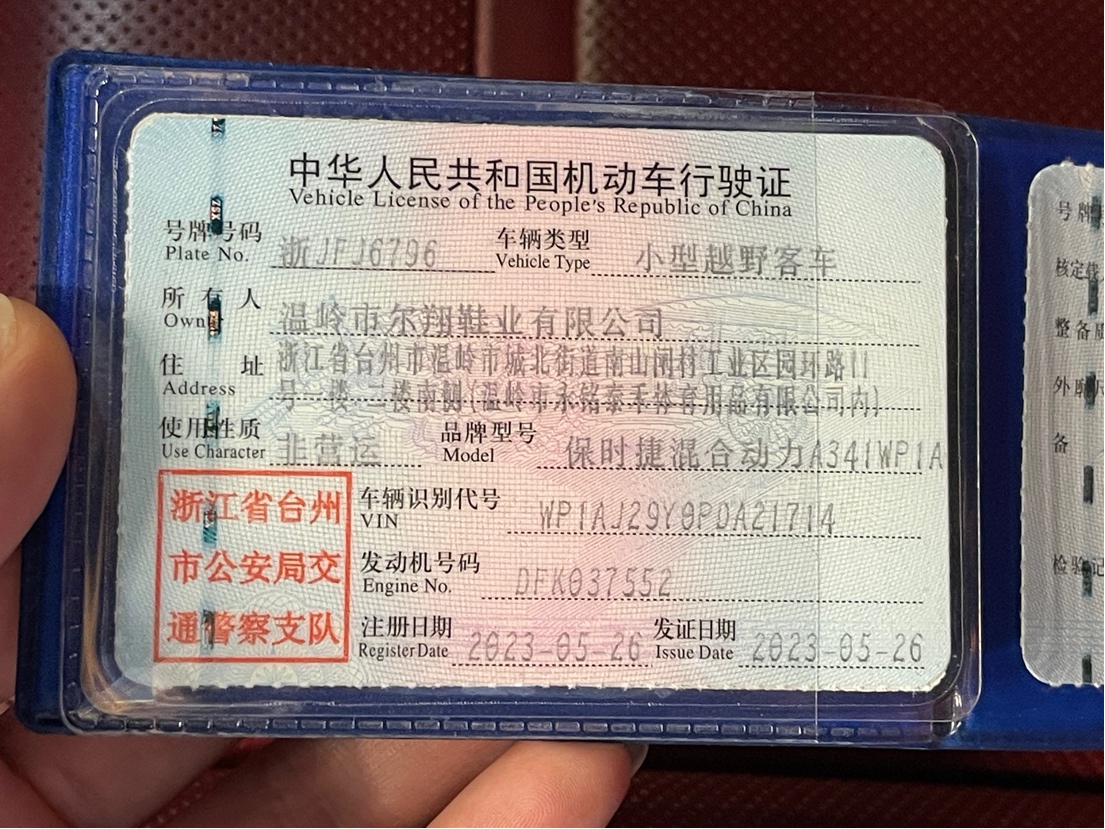 中华人民共和国机动车行驶证
Vehicle License of the People's Republic of China
号牌号码 浙JFJ6796 车辆类型 小型越野客车
Plate No. Vehicle Type
所有人 温岭市尔翔鞋业有限公司
Owner
住址 浙江省台州市温岭市城北街道南山闸村工业区园环路11
Address 号一楼、二楼南侧(温岭市永铭泰禾体育用品有限公司内)
使用性质 非营运 品牌型号 保时捷混合动力A341WP1A
Use Character Model
浙江省台州
市公安局交
通警察支队
车辆识别代号 WP1AJ29Y0PDA21714
VIN
发动机号码 DFK037552
Engine No.
注册日期 2023-05-26 发证日期 2023-05-26
Register Date Issue Date
号牌
核定载
整备质
备
检验记